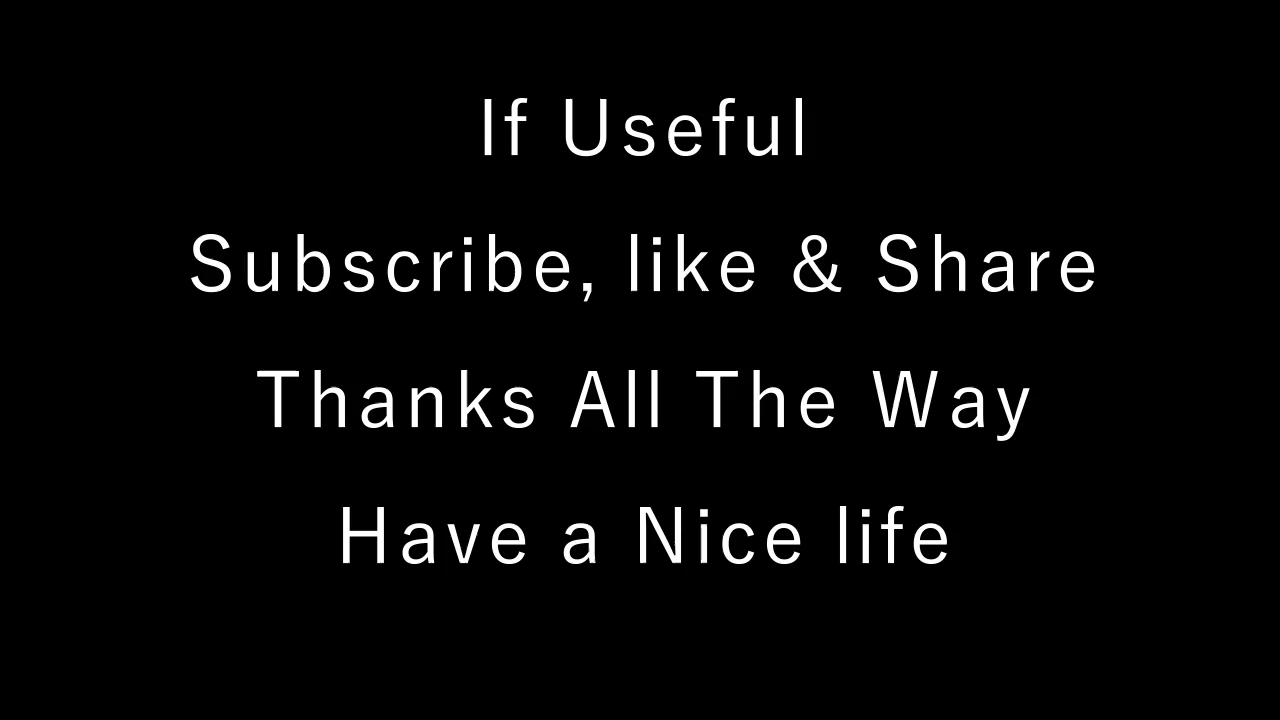 If Useful
Subscribe, like & Share
Thanks All The Way
Have a Nice life